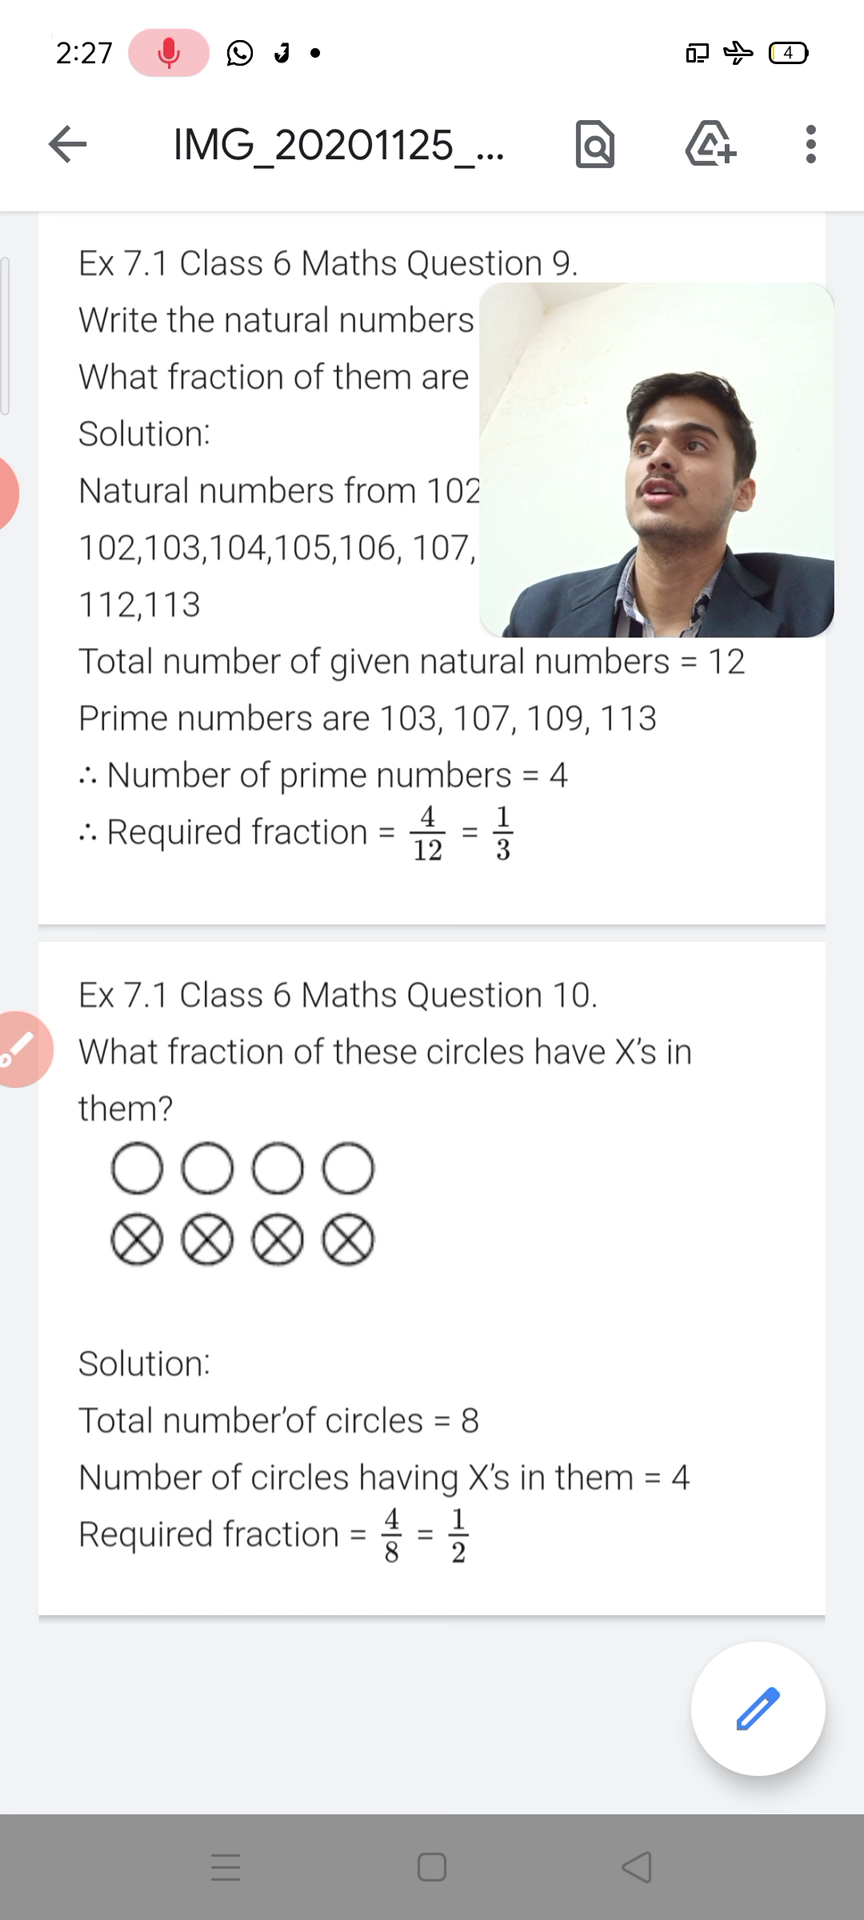 2:27
4
IMG_20201125_...
Ex 7.1 Class 6 Maths Question 9.
Write the natural numbers
What fraction of them are
Solution:
Natural numbers from 102
102,103,104,105,106, 107,
112,113
Total number of given natural numbers = 12
Prime numbers are 103, 107, 109, 113
∴ Number of prime numbers = 4
∴ Required fraction = 4/12 = 1/3
Ex 7.1 Class 6 Maths Question 10.
What fraction of these circles have X's in
them?
Solution:
Total number'of circles = 8
Number of circles having X's in them = 4
Required fraction = 4/8 = 1/2